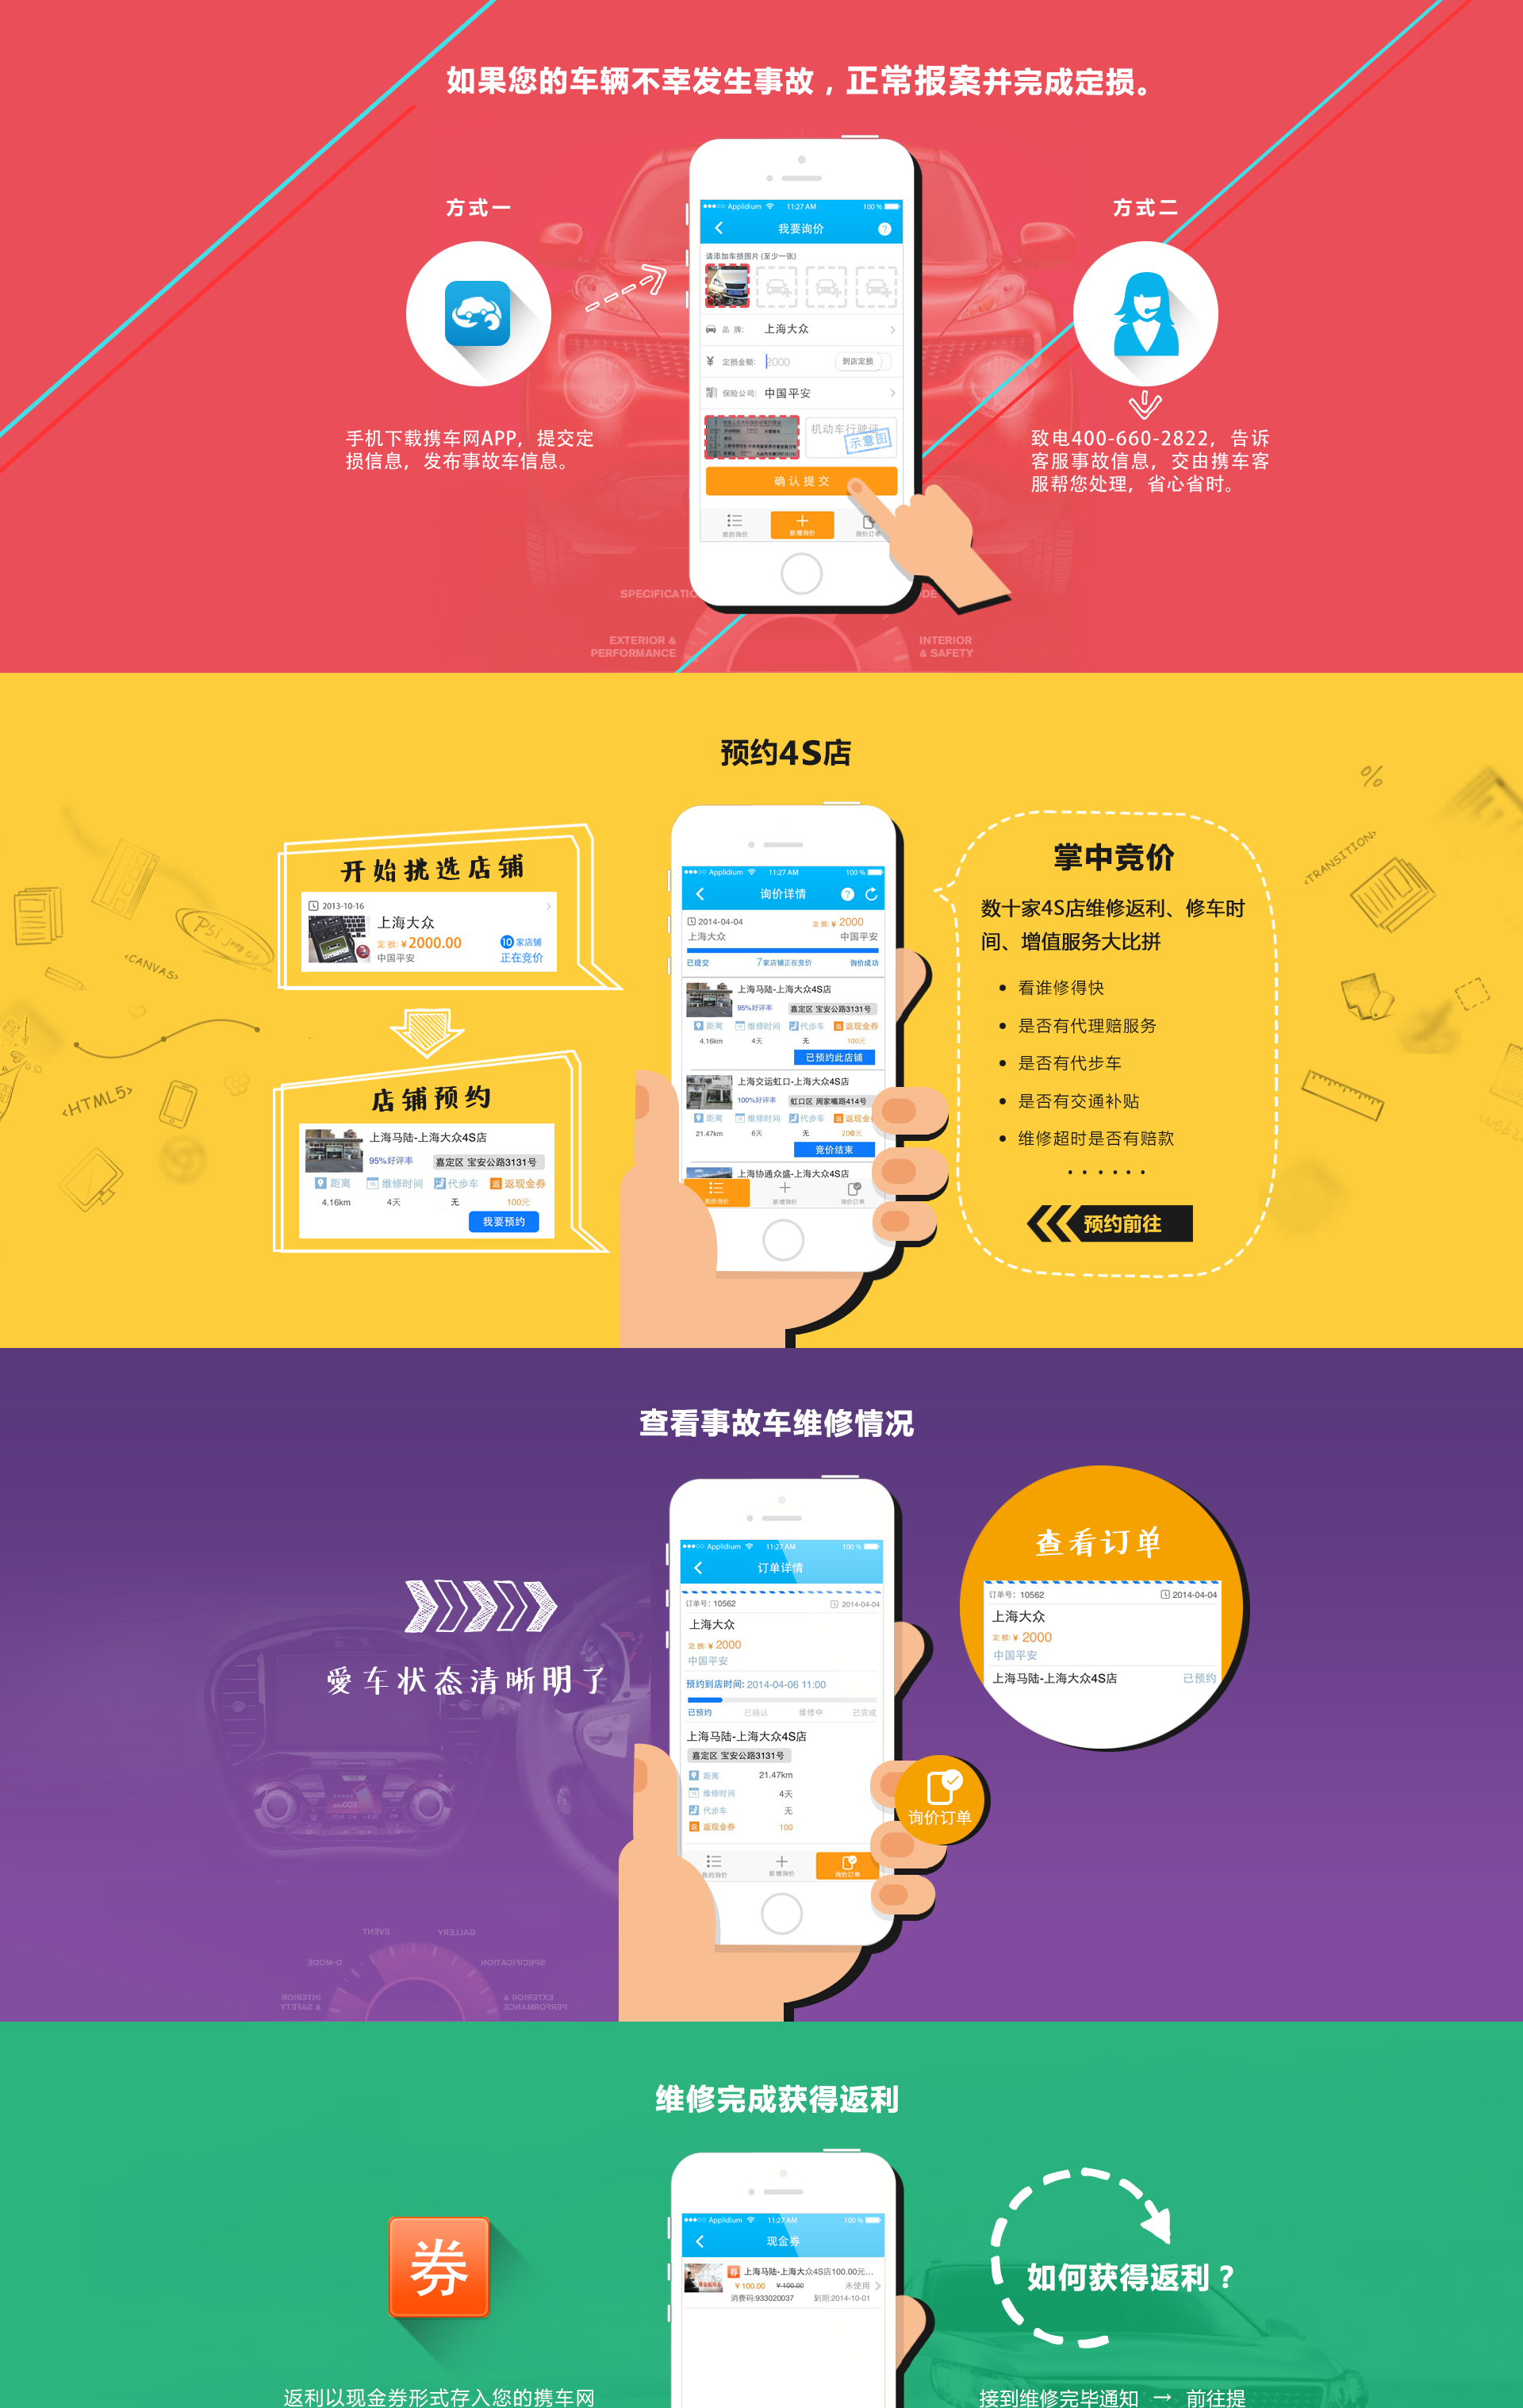 如果您的车辆不幸发生事故，正常报案并完成定损。
方式一
手机下载携车网APP，提交定
损信息，发布事故车信息。
Applidium 11:27 AM 100%
我要询价
请添加车损图片(至少一张)
品 牌: 上海大众
¥ 定损金额: 2000 到店定损
保险公司: 中国平安
机动车行驶证
示意图
确认提交
我的询价 新增询价 询价订单
方式二
致电400-660-2822，告诉
客服事故信息，交由携车客
服帮您处理，省心省时。
EXTERIOR &
PERFORMANCE
INTERIOR
& SAFETY
预约4S店
开始挑选店铺
2013-10-16
上海大众
定损: ¥2000.00 10 家店铺
中国平安 正在竞价
店铺预约
上海马陆-上海大众4S店
95%好评率 嘉定区 宝安公路3131号
距离 维修时间 代步车 返 返现金券
4.16km 4天 无 100元
我要预约
Applidium 11:27 AM 100%
询价详情
2014-04-04 定损: ¥ 2000
上海大众 中国平安
已提交 7家店铺正在竞价 询价成功
上海马陆-上海大众4S店
95%好评率 嘉定区 宝安公路3131号
距离 维修时间 代步车 返 返现金券
4.16km 4天 无 100元
已预约此店铺
上海交运虹口-上海大众4S店
100%好评率 虹口区 周家嘴路414号
距离 维修时间 代步车 返 返现金
21.47km 6天 无 200元
竞价结束
上海协通众盛-上海大众4S店
我的询价 新增询价 询价订单
掌中竞价
数十家4S店维修返利、修车时
间、增值服务大比拼
• 看谁修得快
• 是否有代理赔服务
• 是否有代步车
• 是否有交通补贴
• 维修超时是否有赔款
······
预约前往
<CANVAS>
<HTML5>
%
<TRANSITION>
查看事故车维修情况
爱车状态清晰明了
Applidium 11:27 AM 100%
订单详情
订单号: 10562 2014-04-04
上海大众
定损: ¥ 2000
中国平安
预约到店时间: 2014-04-06 11:00
已预约 已确认 维修中 已完成
上海马陆-上海大众4S店
嘉定区 宝安公路3131号
距离 21.47km
维修时间 4天
代步车 无
返 返现金券 100
我的询价 新增询价 询价订单
查看订单
订单号: 10562 2014-04-04
上海大众
定损: ¥ 2000
中国平安
上海马陆-上海大众4S店 已预约
询价订单
EVENT GALLERY
D-MODE SPECIFICATION
INTERIOR
& SAFETY
EXTERIOR &
PERFORMANCE
维修完成获得返利
券
返利以现金券形式存入您的携车网
Applidium 11:27 AM 100%
现金券
券 上海马陆-上海大众4S店100.00元...
¥ 100.00 ¥ 100.00 未使用
消费码:933020037 到期:2014-10-01
如何获得返利？
接到维修完毕通知 → 前往提